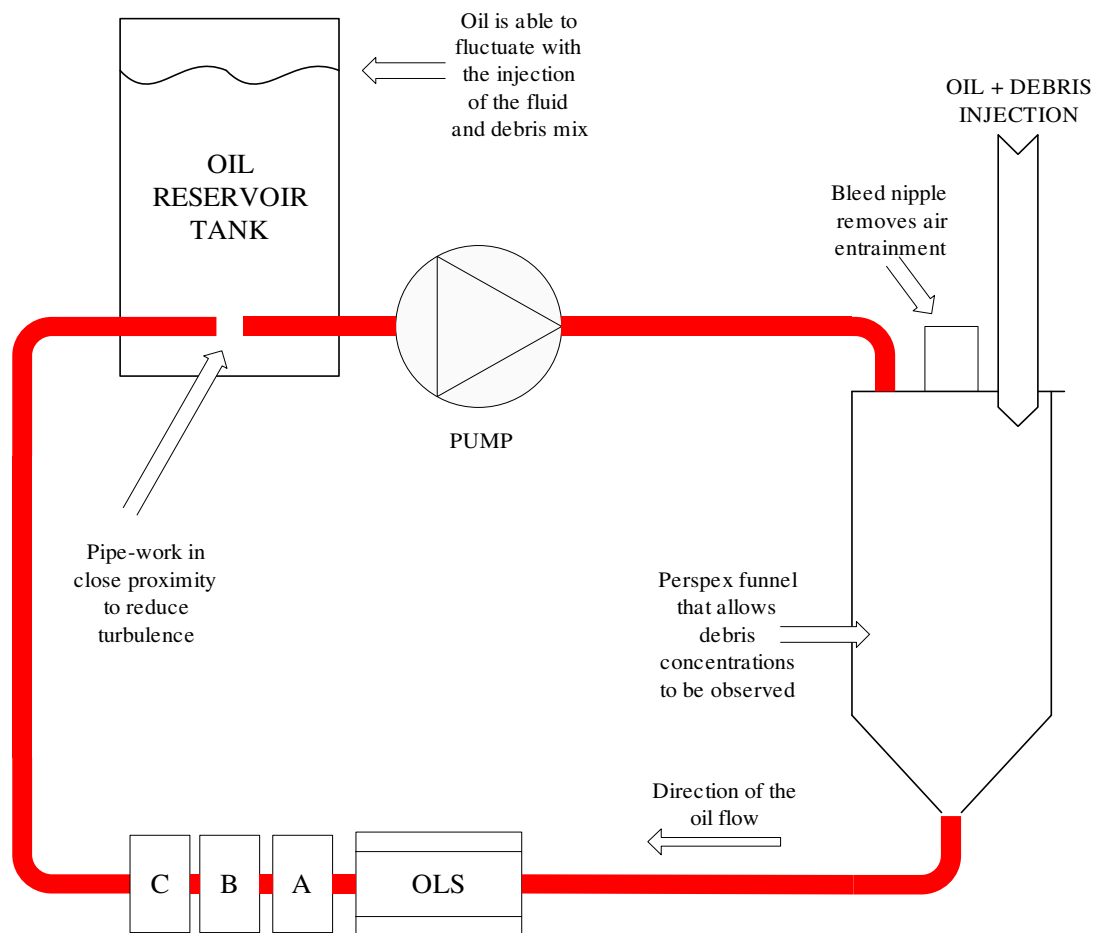 Oil is able to
fluctuate with
the injection
of the fluid
and debris mix
OIL + DEBRIS
INJECTION
OIL
RESERVOIR
TANK
Bleed nipple
removes air
entrainment
PUMP
Pipe-work in
close proximity
to reduce
turbulence
Perspex funnel
that allows
debris
concentrations
to be observed
Direction of the
oil flow
C
B
A
OLS